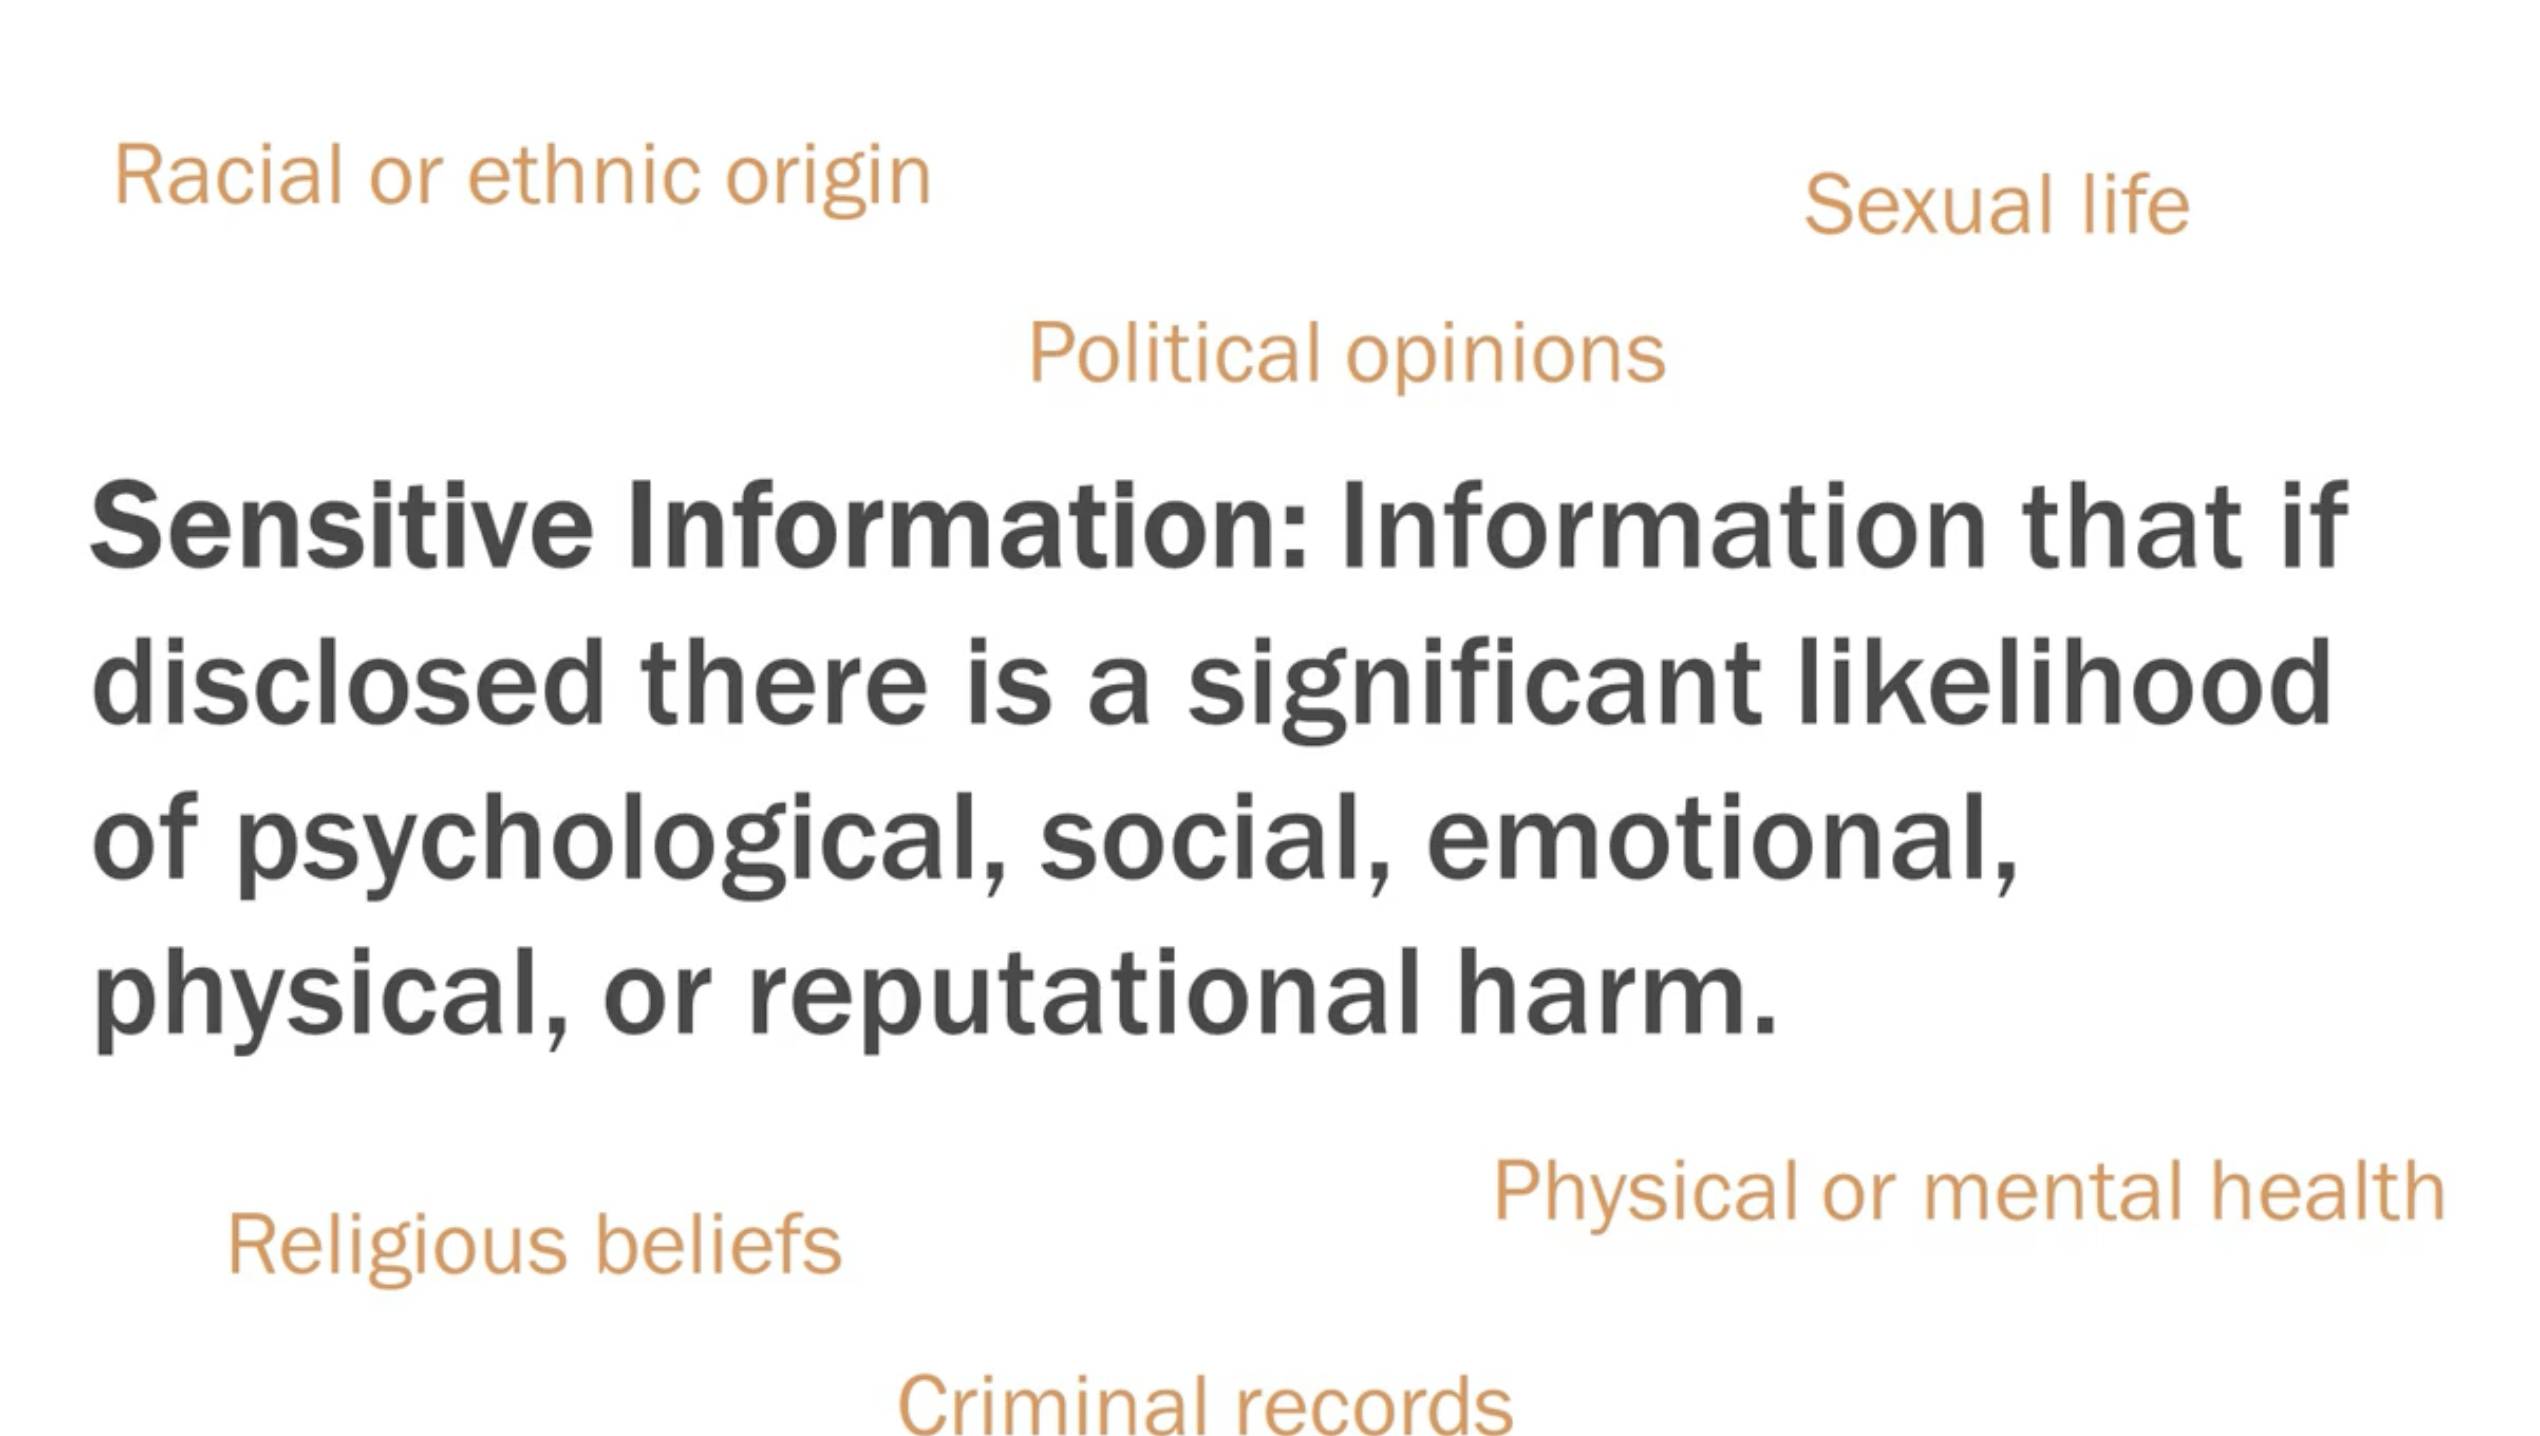 Racial or ethnic origin
Sexual life
Political opinions
Sensitive Information: Information that if
disclosed there is a significant likelihood
of psychological, social, emotional,
physical, or reputational harm.
Physical or mental health
Religious beliefs
Criminal records